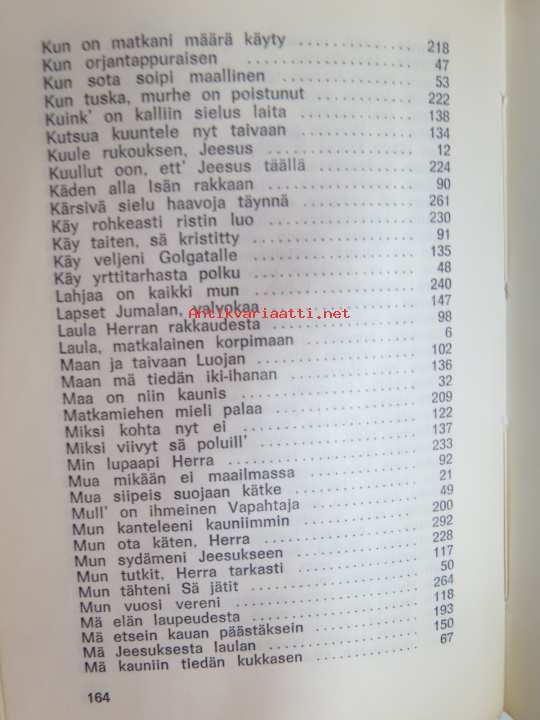 Kun on matkani määrä käyty ............... 218
Kun orjantappuraisen ............... 47
Kun sota soipi maallinen ............... 53
Kun tuska, murhe on poistunut ............... 222
Kuink' on kalliin sielus laita ............... 138
Kutsua kuuntele nyt taivaan ............... 134
Kuule rukouksen, Jeesus ............... 12
Kuullut oon, ett' Jeesus täällä ............... 224
Käden alla Isän rakkaan ............... 90
Kärsivä sielu haavoja täynnä ............... 261
Käy rohkeasti ristin luo ............... 230
Käy taiten, sä kristitty ............... 91
Käy veljeni Golgatalle ............... 135
Käy yrttitarhasta polku ............... 48
Lahjaa on kaikki mun ............... 240
Lapset Jumalan, valvokaa ............... 147
Antikvariaatti.net
Laula Herran rakkaudesta ............... 98
Laula, matkalainen korpimaan ............... 6
Maan ja taivaan Luojan ............... 102
Maan mä tiedän iki-ihanan ............... 136
Maa on niin kaunis ............... 32
Matkamiehen mieli palaa ............... 209
Miksi kohta nyt ei ............... 122
Miksi viivyt sä poluill' ............... 137
Min lupaapi Herra ............... 233
Mua mikään ei maailmassa ............... 92
Mua siipeis suojaan kätke ............... 21
Mull' on ihmeinen Vapahtaja ............... 49
Mun kanteleeni kauniimmin ............... 200
Mun ota käten, Herra ............... 292
Mun sydämeni Jeesukseen ............... 228
Mun tutkit, Herra tarkasti ............... 117
Mun tähteni Sä jätit ............... 50
Mun vuosi vereni ............... 264
Mä elän laupeudesta ............... 118
Mä etsein kauan päästäksein ............... 193
Mä Jeesuksesta laulan ............... 150
Mä kauniin tiedän kukkasen ............... 67
164